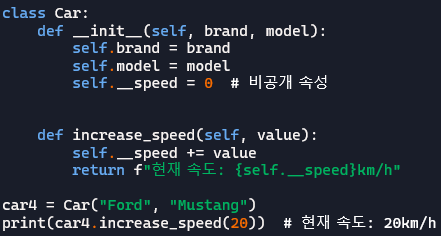 class Car:
    def __init__(self, brand, model):
        self.brand = brand
        self.model = model
        self.__speed = 0  # 비공개 속성
    def increase_speed(self, value):
        self.__speed += value
        return f"현재 속도: {self.__speed}km/h"
car4 = Car("Ford", "Mustang")
print(car4.increase_speed(20))  # 현재 속도: 20km/h